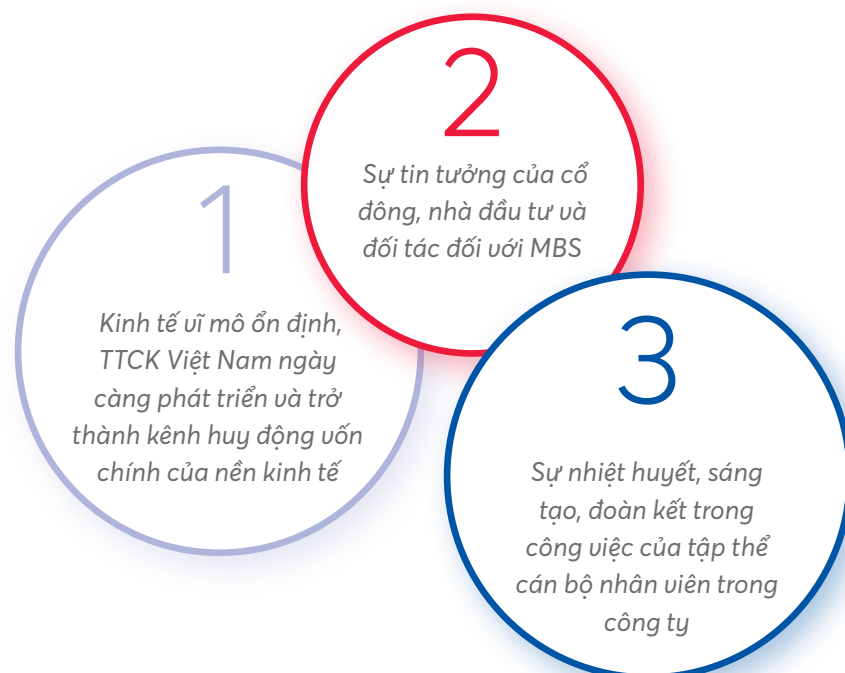 1
Kinh tế vĩ mô ổn định,
TTCK Việt Nam ngày
càng phát triển và trở
thành kênh huy động vốn
chính của nền kinh tế
2
Sự tin tưởng của cổ
đông, nhà đầu tư và
đối tác đối với MBS
3
Sự nhiệt huyết, sáng
tạo, đoàn kết trong
công việc của tập thể
cán bộ nhân viên trong
công ty